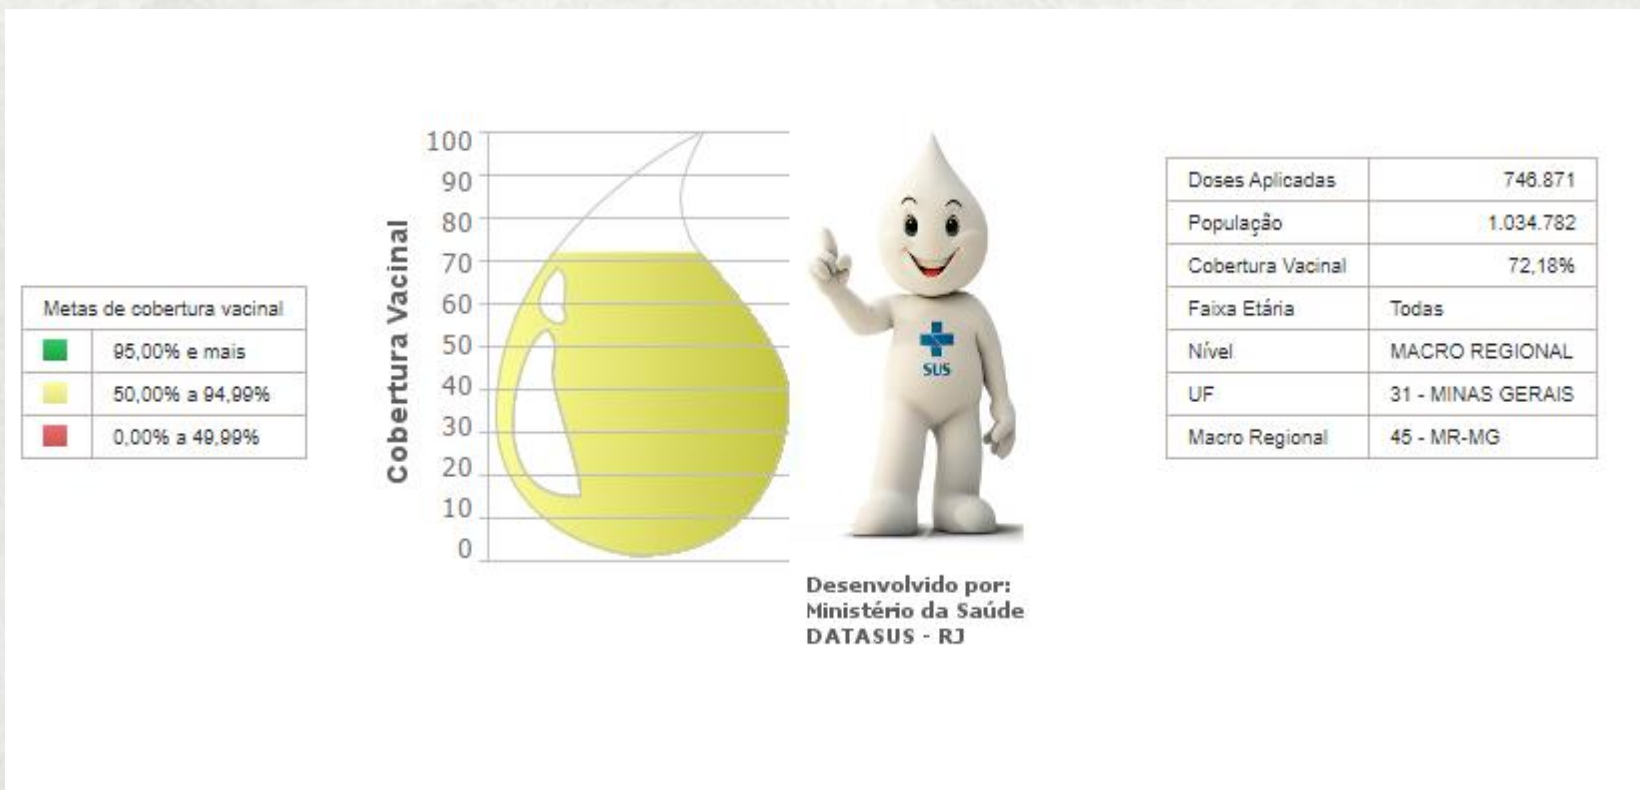 Metas de cobertura vacinal
95,00% e mais
50,00% a 94,99%
0,00% a 49,99%
Cobertura Vacinal
100
90
80
70
60
50
40
30
20
10
0
SUS
Desenvolvido por:
Ministério da Saúde
DATASUS - RJ
Doses Aplicadas 746.871
População 1.034.782
Cobertura Vacinal 72,18%
Faixa Etária Todas
Nível MACRO REGIONAL
UF 31 - MINAS GERAIS
Macro Regional 45 - MR-MG